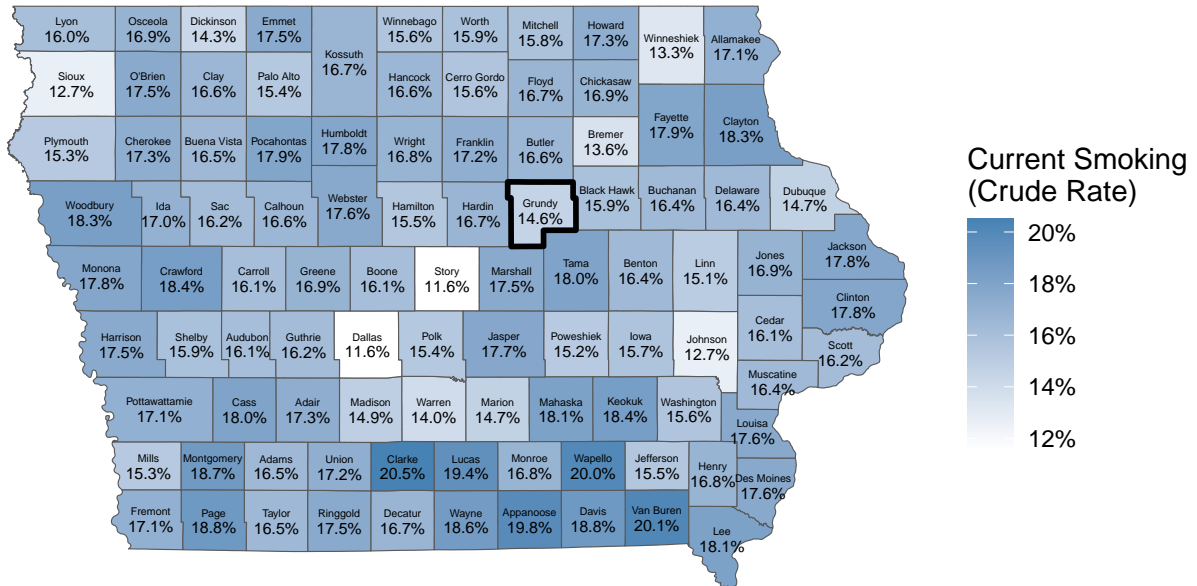 Lyon
16.0%
Osceola
16.9%
Dickinson
14.3%
Emmet
17.5%
Kossuth
16.7%
Winnebago
15.6%
Worth
15.9%
Mitchell
15.8%
Howard
17.3%
Winneshiek
13.3%
Allamakee
17.1%
Sioux
12.7%
O'Brien
17.5%
Clay
16.6%
Palo Alto
15.4%
Hancock
16.6%
Cerro Gordo
15.6%
Floyd
16.7%
Chickasaw
16.9%
Fayette
17.9%
Clayton
18.3%
Plymouth
15.3%
Cherokee
17.3%
Buena Vista
16.5%
Pocahontas
17.9%
Humboldt
17.8%
Wright
16.8%
Franklin
17.2%
Butler
16.6%
Bremer
13.6%
Woodbury
18.3%
Ida
17.0%
Sac
16.2%
Calhoun
16.6%
Webster
17.6%
Hamilton
15.5%
Hardin
16.7%
Grundy
14.6%
Black Hawk
15.9%
Buchanan
16.4%
Delaware
16.4%
Dubuque
14.7%
Monona
17.8%
Crawford
18.4%
Carroll
16.1%
Greene
16.9%
Boone
16.1%
Story
11.6%
Marshall
17.5%
Tama
18.0%
Benton
16.4%
Linn
15.1%
Jones
16.9%
Jackson
17.8%
Clinton
17.8%
Harrison
17.5%
Shelby
15.9%
Audubon
16.1%
Guthrie
16.2%
Dallas
11.6%
Polk
15.4%
Jasper
17.7%
Poweshiek
15.2%
Iowa
15.7%
Johnson
12.7%
Cedar
16.1%
Scott
16.2%
Muscatine
16.4%
Pottawattamie
17.1%
Cass
18.0%
Adair
17.3%
Madison
14.9%
Warren
14.0%
Marion
14.7%
Mahaska
18.1%
Keokuk
18.4%
Washington
15.6%
Louisa
17.6%
Mills
15.3%
Montgomery
18.7%
Adams
16.5%
Union
17.2%
Clarke
20.5%
Lucas
19.4%
Monroe
16.8%
Wapello
20.0%
Jefferson
15.5%
Henry
16.8%
Des Moines
17.6%
Fremont
17.1%
Page
18.8%
Taylor
16.5%
Ringgold
17.5%
Decatur
16.7%
Wayne
18.6%
Appanoose
19.8%
Davis
18.8%
Van Buren
20.1%
Lee
18.1%
Current Smoking
(Crude Rate)
20%
18%
16%
14%
12%